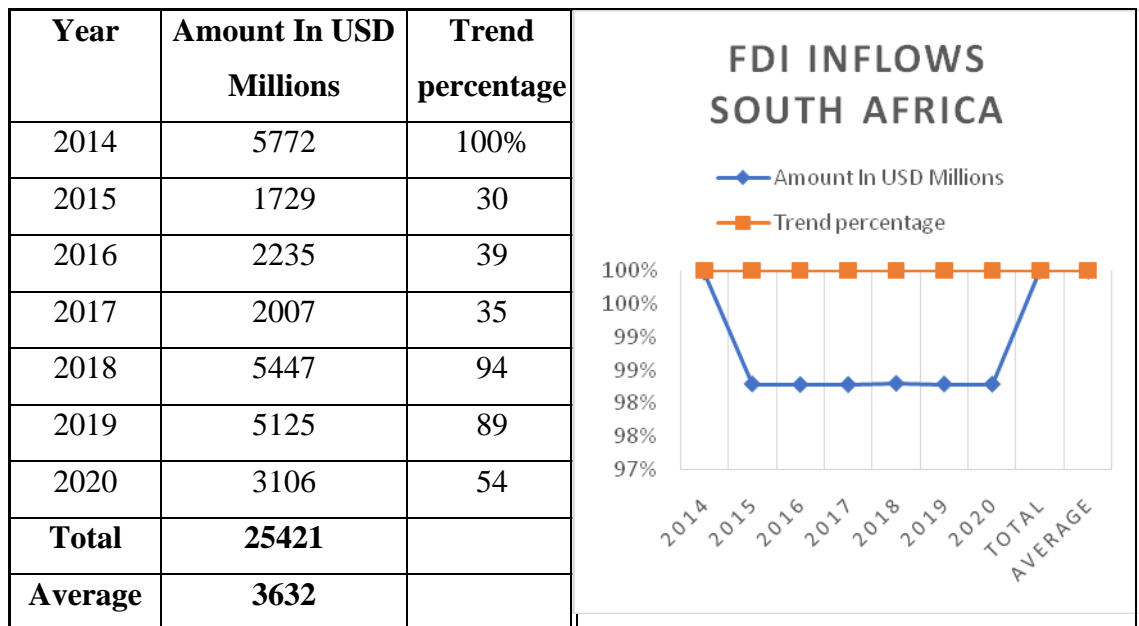 Year Amount In USD Millions Trend percentage
2014 5772 100%
2015 1729 30
2016 2235 39
2017 2007 35
2018 5447 94
2019 5125 89
2020 3106 54
Total 25421
Average 3632
FDI INFLOWS
SOUTH AFRICA
Amount In USD Millions
Trend percentage
100%
100%
99%
99%
98%
98%
97%
2014 2015 2016 2017 2018 2019 2020 TOTAL AVERAGE